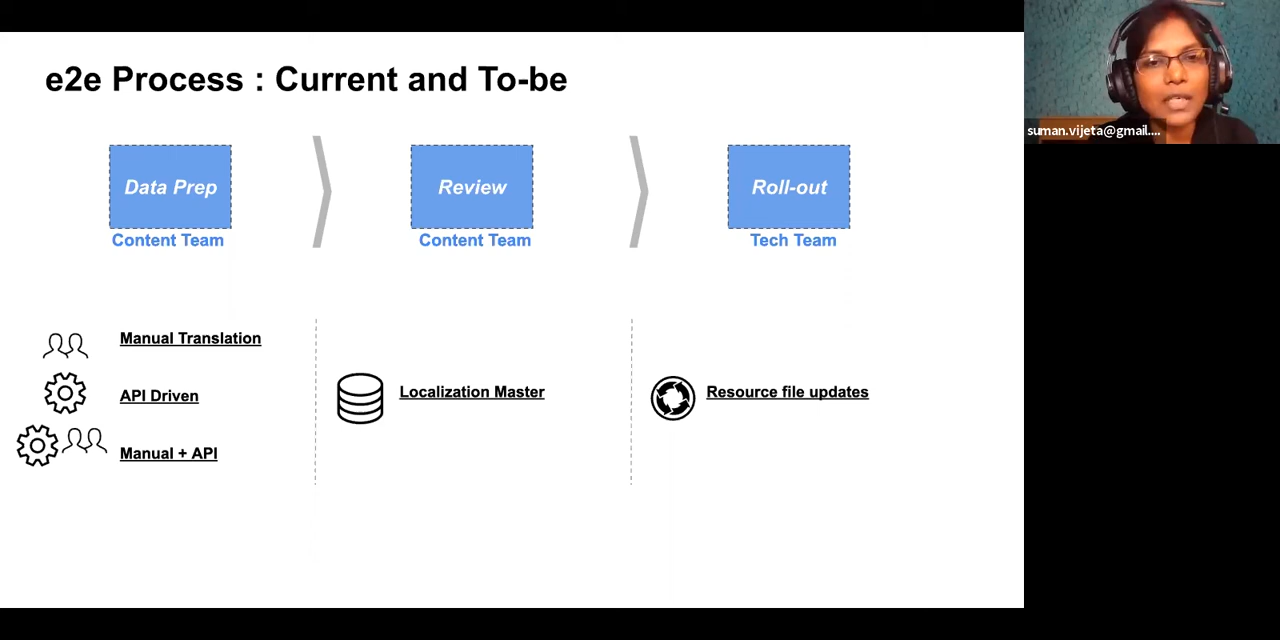 e2e Process : Current and To-be
Data Prep
Review
Roll-out
Content Team
Content Team
Tech Team
Manual Translation
API Driven
Manual + API
Localization Master
Resource file updates
suman.vijeta@gmail....